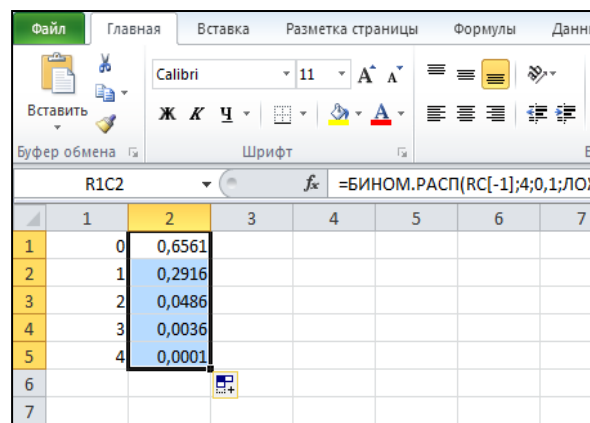 Файл Главная Вставка Разметка страницы Формулы Данн
Calibri 11 A A
Вставить Ж К Ч A
Буфер обмена Шрифт
R1C2 fx =БИНОМ.РАСП(RC[-1];4;0,1;ЛО
1 2 3 4 5 6 7
1 0 0,6561
2 1 0,2916
3 2 0,0486
4 3 0,0036
5 4 0,0001
6
7